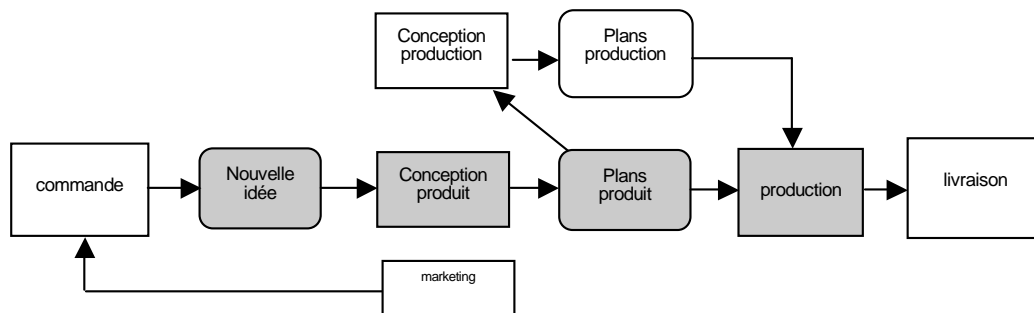 Conception
production
Plans
production
commande
Nouvelle
idée
Conception
produit
Plans
produit
production
livraison
marketing